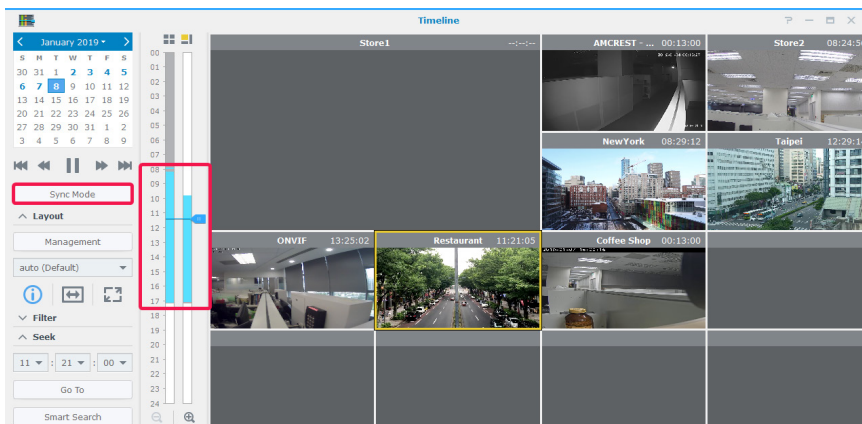 Timeline
January 2019
S M T W T F S
30 31 1 2 3 4 5
6 7 8 9 10 11 12
13 14 15 16 17 18 19
20 21 22 23 24 25 26
27 28 29 30 31 1 2
3 4 5 6 7 8 9
Sync Mode
Layout
Management
auto (Default)
Filter
Seek
11 : 21 : 00
Go To
Smart Search
00
01
02
03
04
05
06
07
08
09
10
11
12
13
14
15
16
17
18
19
20
21
22
23
24
Store1 --:--:--
AMCREST - ... 00:13:00
Store2 08:24:50
NewYork 08:29:12
Taipei 12:29:1
ONVIF 13:25:02
Restaurant 11:21:05
Coffee Shop 00:13:00